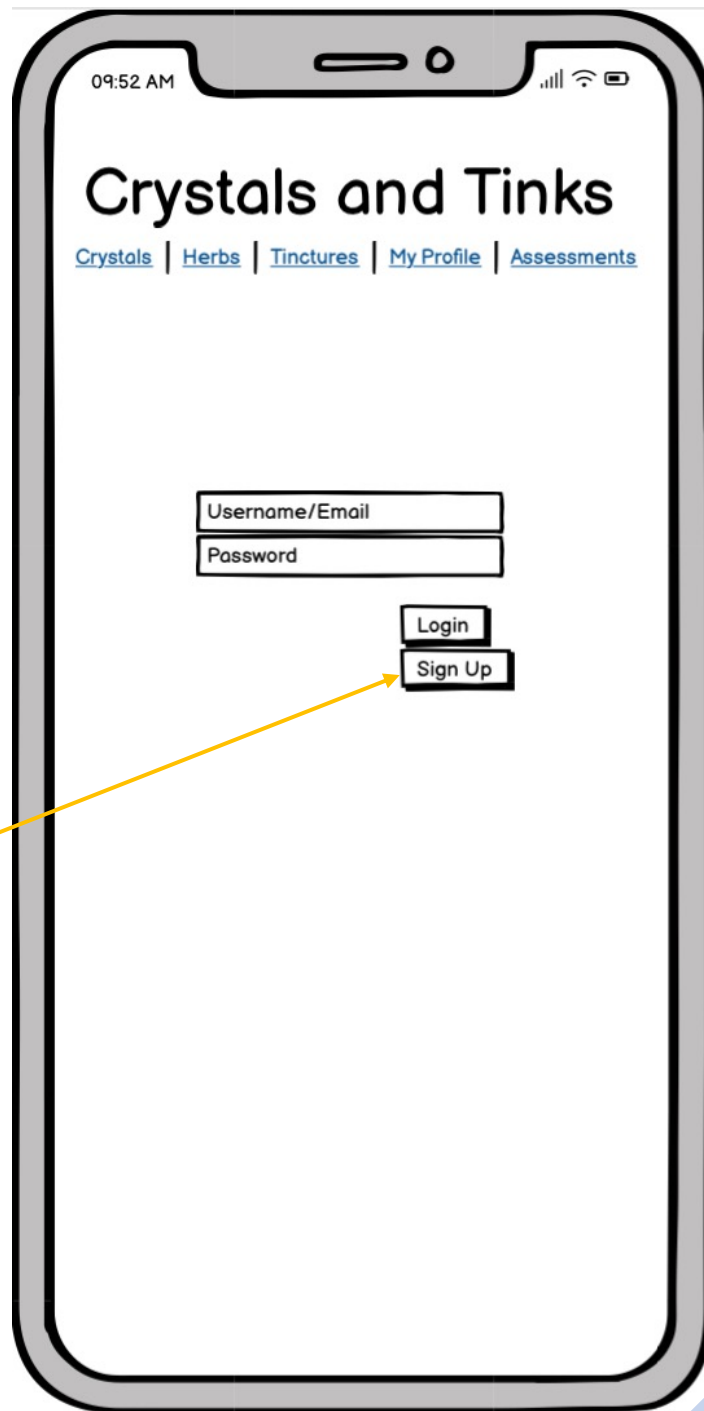 09:52 AM
Crystals and Tinks
Crystals | Herbs | Tinctures | My Profile | Assessments
Username/Email
Password
Login
Sign Up